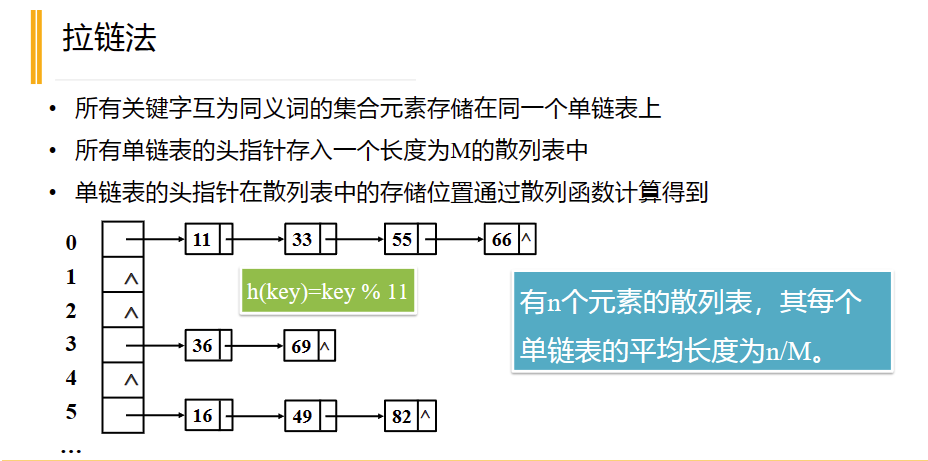 拉链法
• 所有关键字互为同义词的集合元素存储在同一个单链表上
• 所有单链表的头指针存入一个长度为M的散列表中
• 单链表的头指针在散列表中的存储位置通过散列函数计算得到
0 11 33 55 66 ^
1 ^
h(key)=key % 11
有n个元素的散列表，其每个
单链表的平均长度为n/M。
2 ^
3 36 69 ^
4 ^
5 16 49 82 ^
...